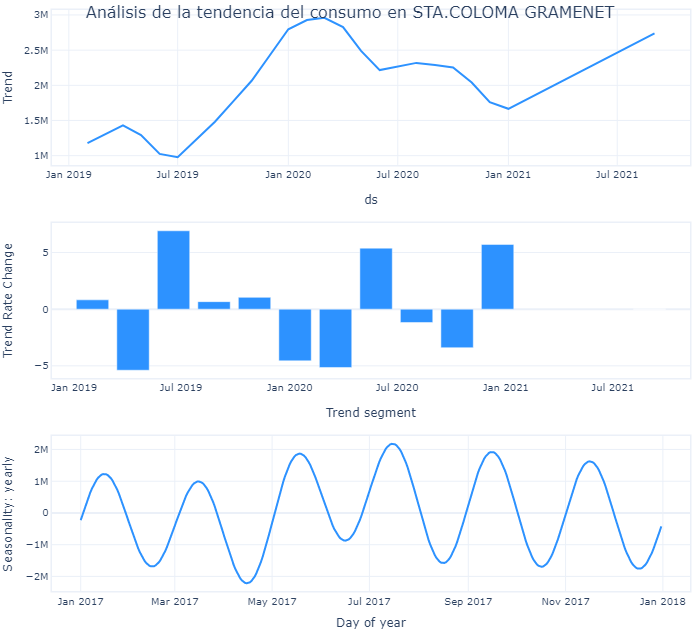 Análisis de la tendencia del consumo en STA.COLOMA GRAMENET
3M
2.5M
2M
1.5M
1M
Trend
Jan 2019 Jul 2019 Jan 2020 Jul 2020 Jan 2021 Jul 2021
ds
5
0
−5
Trend Rate Change
Jan 2019 Jul 2019 Jan 2020 Jul 2020 Jan 2021 Jul 2021
Trend segment
2M
1M
0
−1M
−2M
Seasonality: yearly
Jan 2017 Mar 2017 May 2017 Jul 2017 Sep 2017 Nov 2017 Jan 2018
Day of year